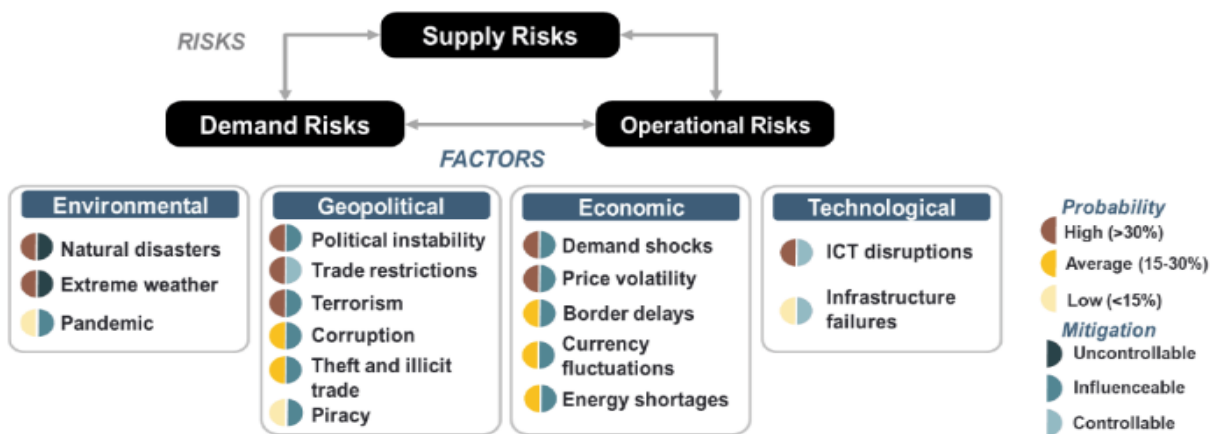 RISKS
Supply Risks
Demand Risks
Operational Risks
FACTORS
Environmental
Natural disasters
Extreme weather
Pandemic
Geopolitical
Political instability
Trade restrictions
Terrorism
Corruption
Theft and illicit
trade
Piracy
Economic
Demand shocks
Price volatility
Border delays
Currency
fluctuations
Energy shortages
Technological
ICT disruptions
Infrastructure
failures
Probability
High (>30%)
Average (15-30%)
Low (<15%)
Mitigation
Uncontrollable
Influenceable
Controllable